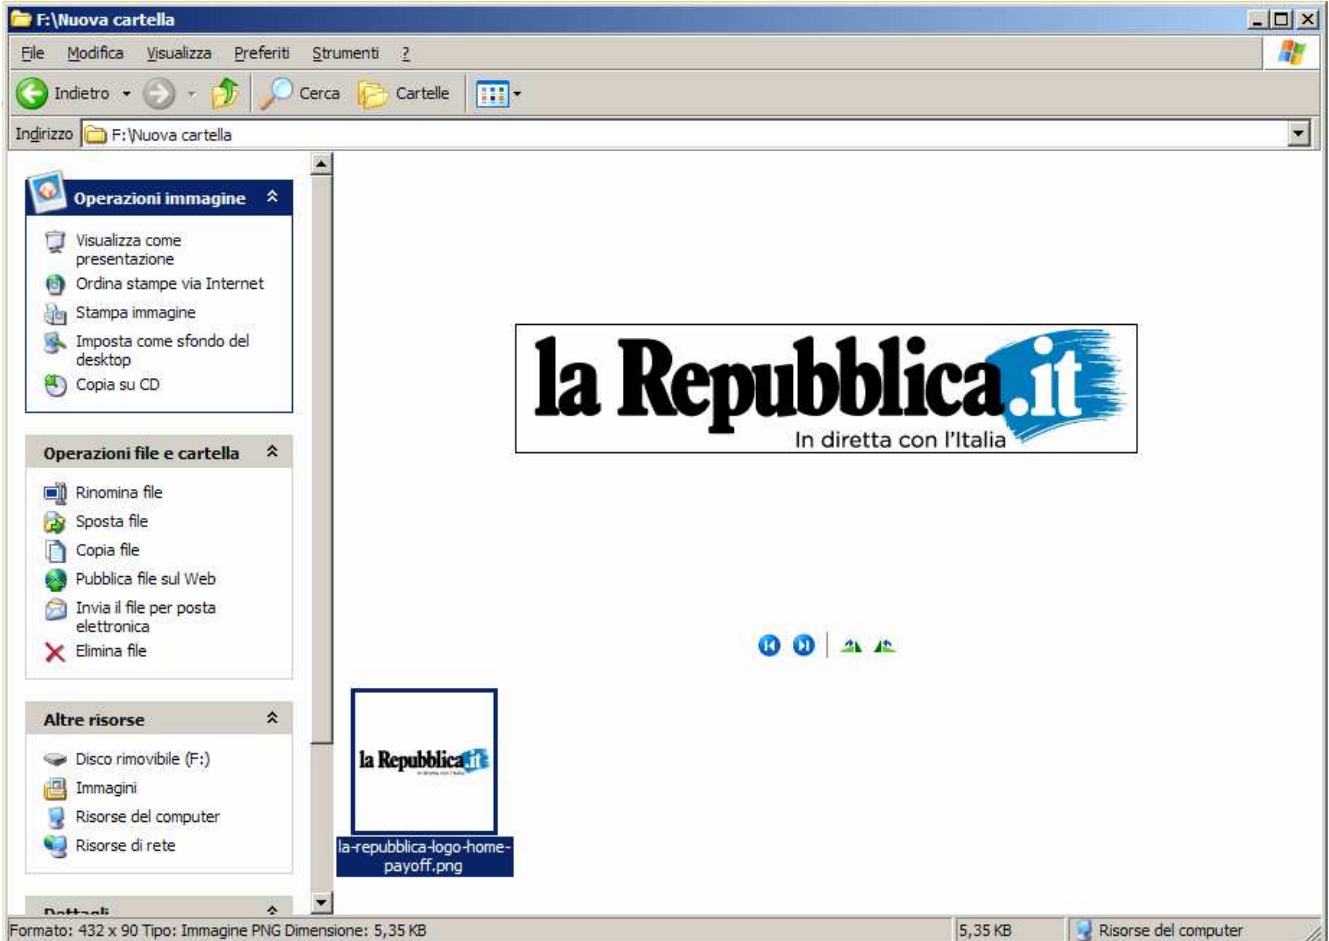 F:\Nuova cartella
File Modifica Visualizza Preferiti Strumenti ?
Indietro Cerca Cartelle
Indirizzo F:\Nuova cartella
Operazioni immagine
Visualizza come
presentazione
Ordina stampe via Internet
Stampa immagine
Imposta come sfondo del
desktop
Copia su CD
Operazioni file e cartella
Rinomina file
Sposta file
Copia file
Pubblica file sul Web
Invia il file per posta
elettronica
Elimina file
Altre risorse
Disco rimovibile (F:)
Immagini
Risorse del computer
Risorse di rete
Dettagli
la Repubblica.it
In diretta con l'Italia
la Repubblica.it
In diretta con l'Italia
la-repubblica-logo-home-
payoff.png
Formato: 432 x 90 Tipo: Immagine PNG Dimensione: 5,35 KB 5,35 KB Risorse del computer